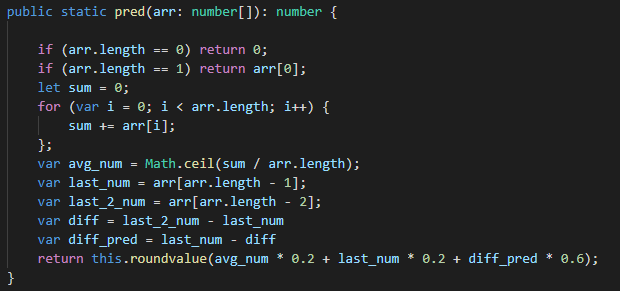 public static pred(arr: number[]): number {
if (arr.length == 0) return 0;
if (arr.length == 1) return arr[0];
let sum = 0;
for (var i = 0; i < arr.length; i++) {
sum += arr[i];
};
var avg_num = Math.ceil(sum / arr.length);
var last_num = arr[arr.length - 1];
var last_2_num = arr[arr.length - 2];
var diff = last_2_num - last_num
var diff_pred = last_num - diff
return this.roundvalue(avg_num * 0.2 + last_num * 0.2 + diff_pred * 0.6);
}